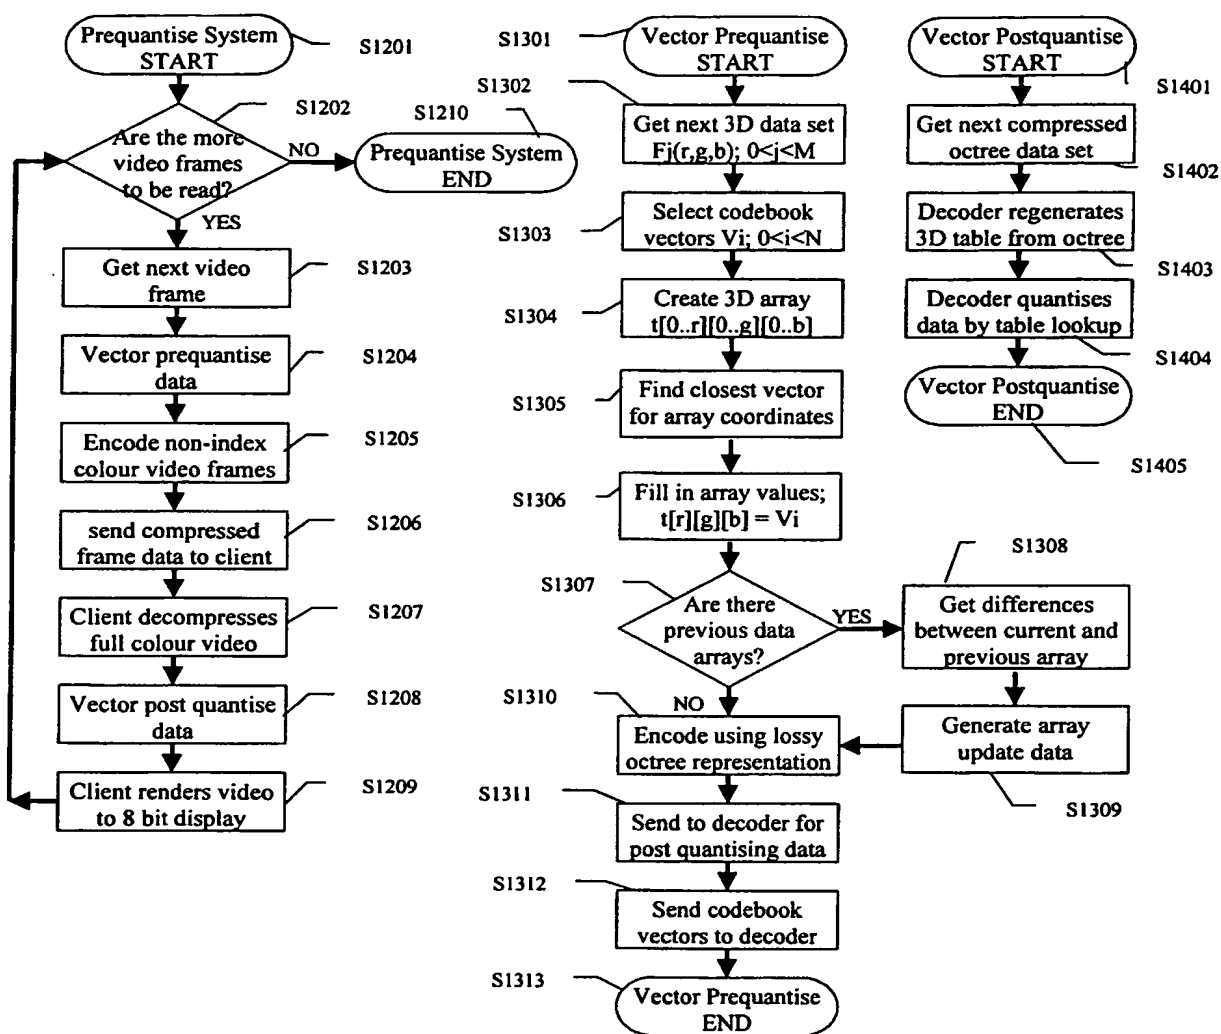 Prequantise System
START
S1201
S1202
Are the more
video frames
to be read?
NO
S1210
Prequantise System
END
YES
Get next video
frame
S1203
Vector prequantise
data
S1204
Encode non-index
colour video frames
S1205
send compressed
frame data to client
S1206
Client decompresses
full colour video
S1207
Vector post quantise
data
S1208
Client renders video
to 8 bit display
S1209
S1301
Vector Prequantise
START
S1302
Get next 3D data set
Fj(r,g,b); 0<j<M
S1303
Select codebook
vectors Vi; 0<i<N
S1304
Create 3D array
t[0..r][0..g][0..b]
S1305
Find closest vector
for array coordinates
S1306
Fill in array values;
t[r][g][b] = Vi
S1307
Are there
previous data
arrays?
YES
S1308
Get differences
between current and
previous array
Generate array
update data
S1309
NO
S1310
Encode using lossy
octree representation
S1311
Send to decoder for
post quantising data
S1312
Send codebook
vectors to decoder
S1313
Vector Prequantise
END
Vector Postquantise
START
S1401
Get next compressed
octree data set
S1402
Decoder regenerates
3D table from octree
S1403
Decoder quantises
data by table lookup
S1404
Vector Postquantise
END
S1405